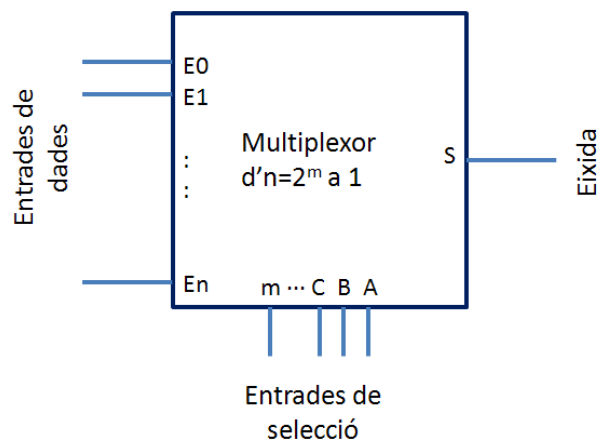 Entrades de
dades
E0
E1
:
:
En
Multiplexor
d'n=2ᵐ a 1
S
Eixida
m ··· C B A
Entrades de
selecció